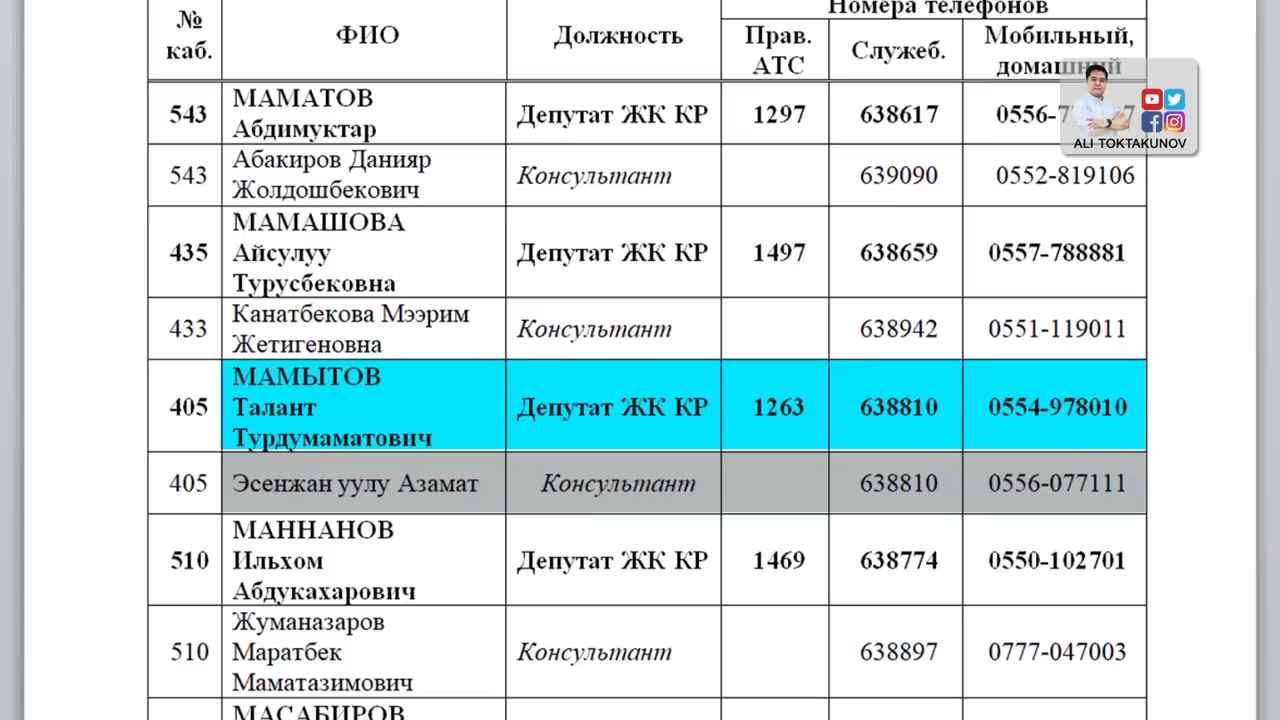 Номера телефонов
№
каб.
ФИО
Должность
Прав.
АТС
Служеб.
Мобильный,
домашний
543
МАМАТОВ
Абдимуктар
Депутат ЖК КР
1297
638617
ALI TOKTAKUNOV
543
Абакиров Данияр
Жолдошбекович
Консультант
639090
0552-819106
435
МАМАШОВА
Айсулуу
Турусбековна
Депутат ЖК КР
1497
638659
0557-788881
433
Канатбекова Мээрим
Жетигеновна
Консультант
638942
0551-119011
405
МАМЫТОВ
Талант
Турдумаматович
Депутат ЖК КР
1263
638810
0554-978010
405
Эсенжан уулу Азамат
Консультант
638810
0556-077111
510
МАННАНОВ
Ильхом
Абдукахарович
Депутат ЖК КР
1469
638774
0550-102701
510
Жуманазаров
Маратбек
Маматазимович
Консультант
638897
0777-047003
МАСАБИРОВ